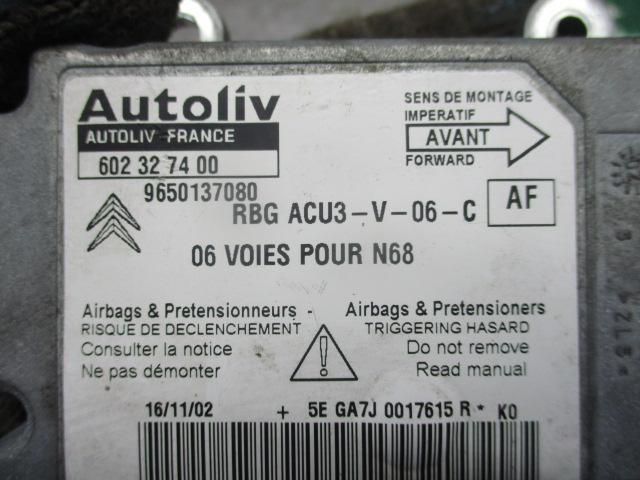 Autoliv
AUTOLIV FRANCE
602 32 74 00
9650137080
SENS DE MONTAGE
IMPERATIF
AVANT
FORWARD
RBG ACU3-V-06-C
AF
06 VOIES POUR N68
Airbags & Pretensionneurs -
RISQUE DE DECLENCHEMENT
Consulter la notice
Ne pas démonter
!
Airbags & Pretensioners
TRIGGERING HASARD
Do not remove
Read manual
16/11/02 + 5E GA7J 0017615 R * K0